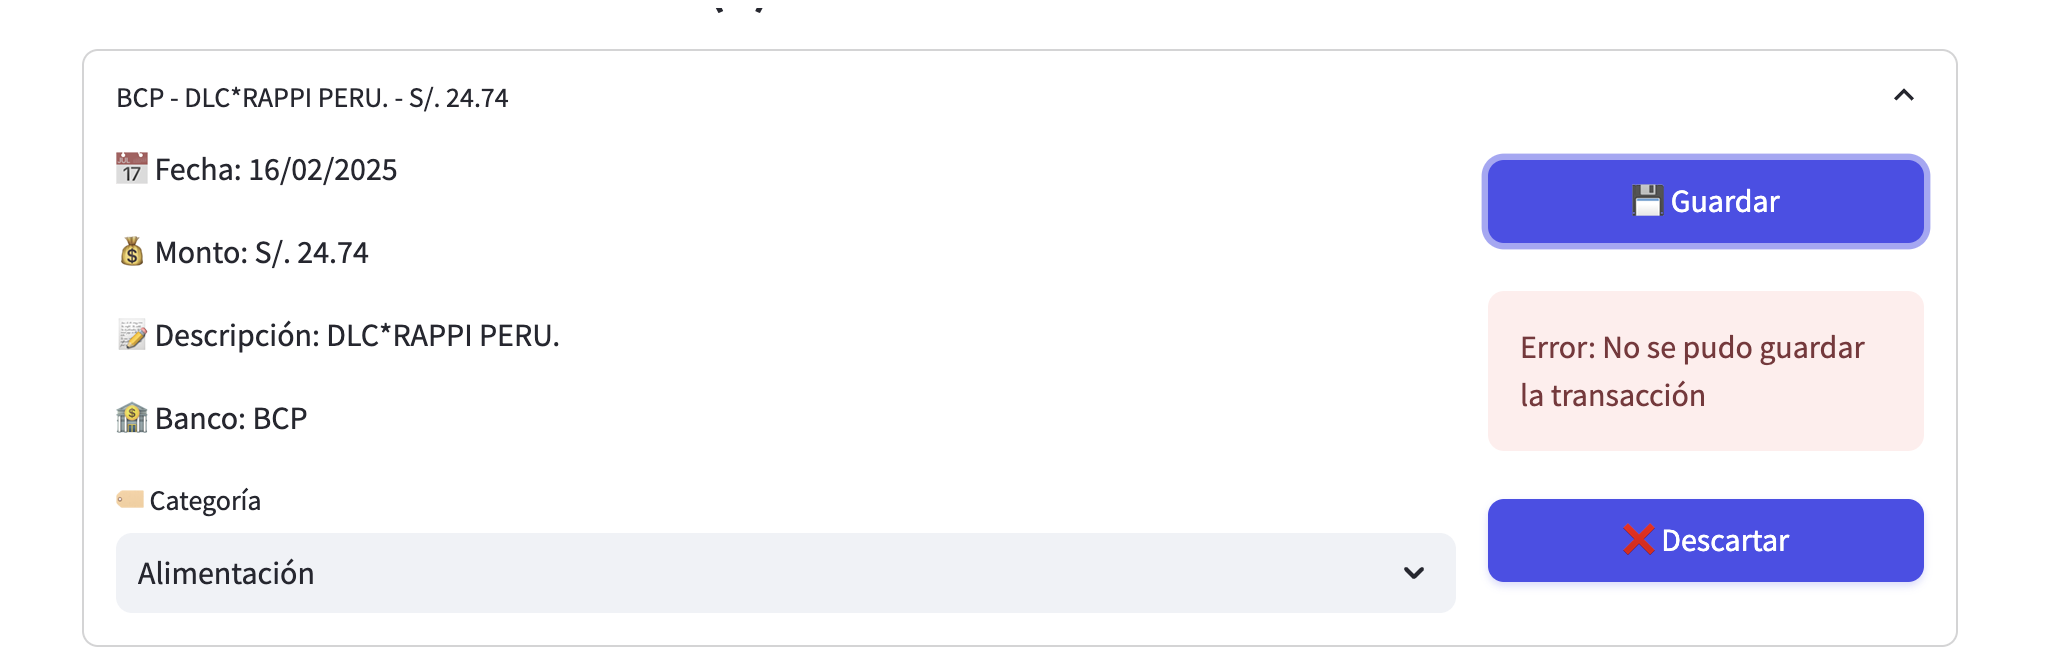 BCP - DLC*RAPPI PERU. - S/. 24.74
📅 Fecha: 16/02/2025
💰 Monto: S/. 24.74
📝 Descripción: DLC*RAPPI PERU.
🏦 Banco: BCP
🏷️ Categoría
Alimentación
💾 Guardar
Error: No se pudo guardar
la transacción
❌ Descartar